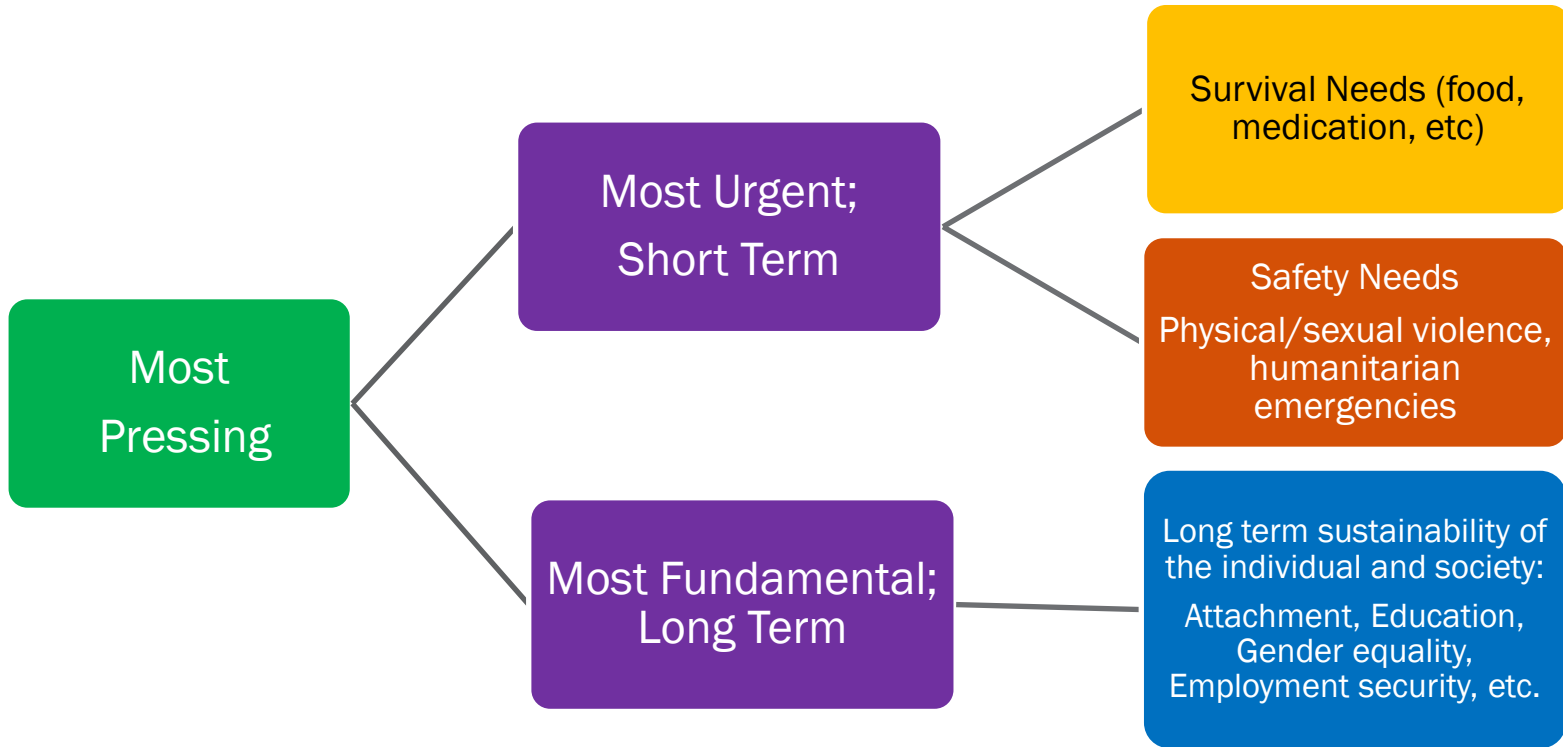 Most
Pressing
Most Urgent;
Short Term
Most Fundamental;
Long Term
Survival Needs (food,
medication, etc)
Safety Needs
Physical/sexual violence,
humanitarian
emergencies
Long term sustainability of
the individual and society:
Attachment, Education,
Gender equality,
Employment security, etc.